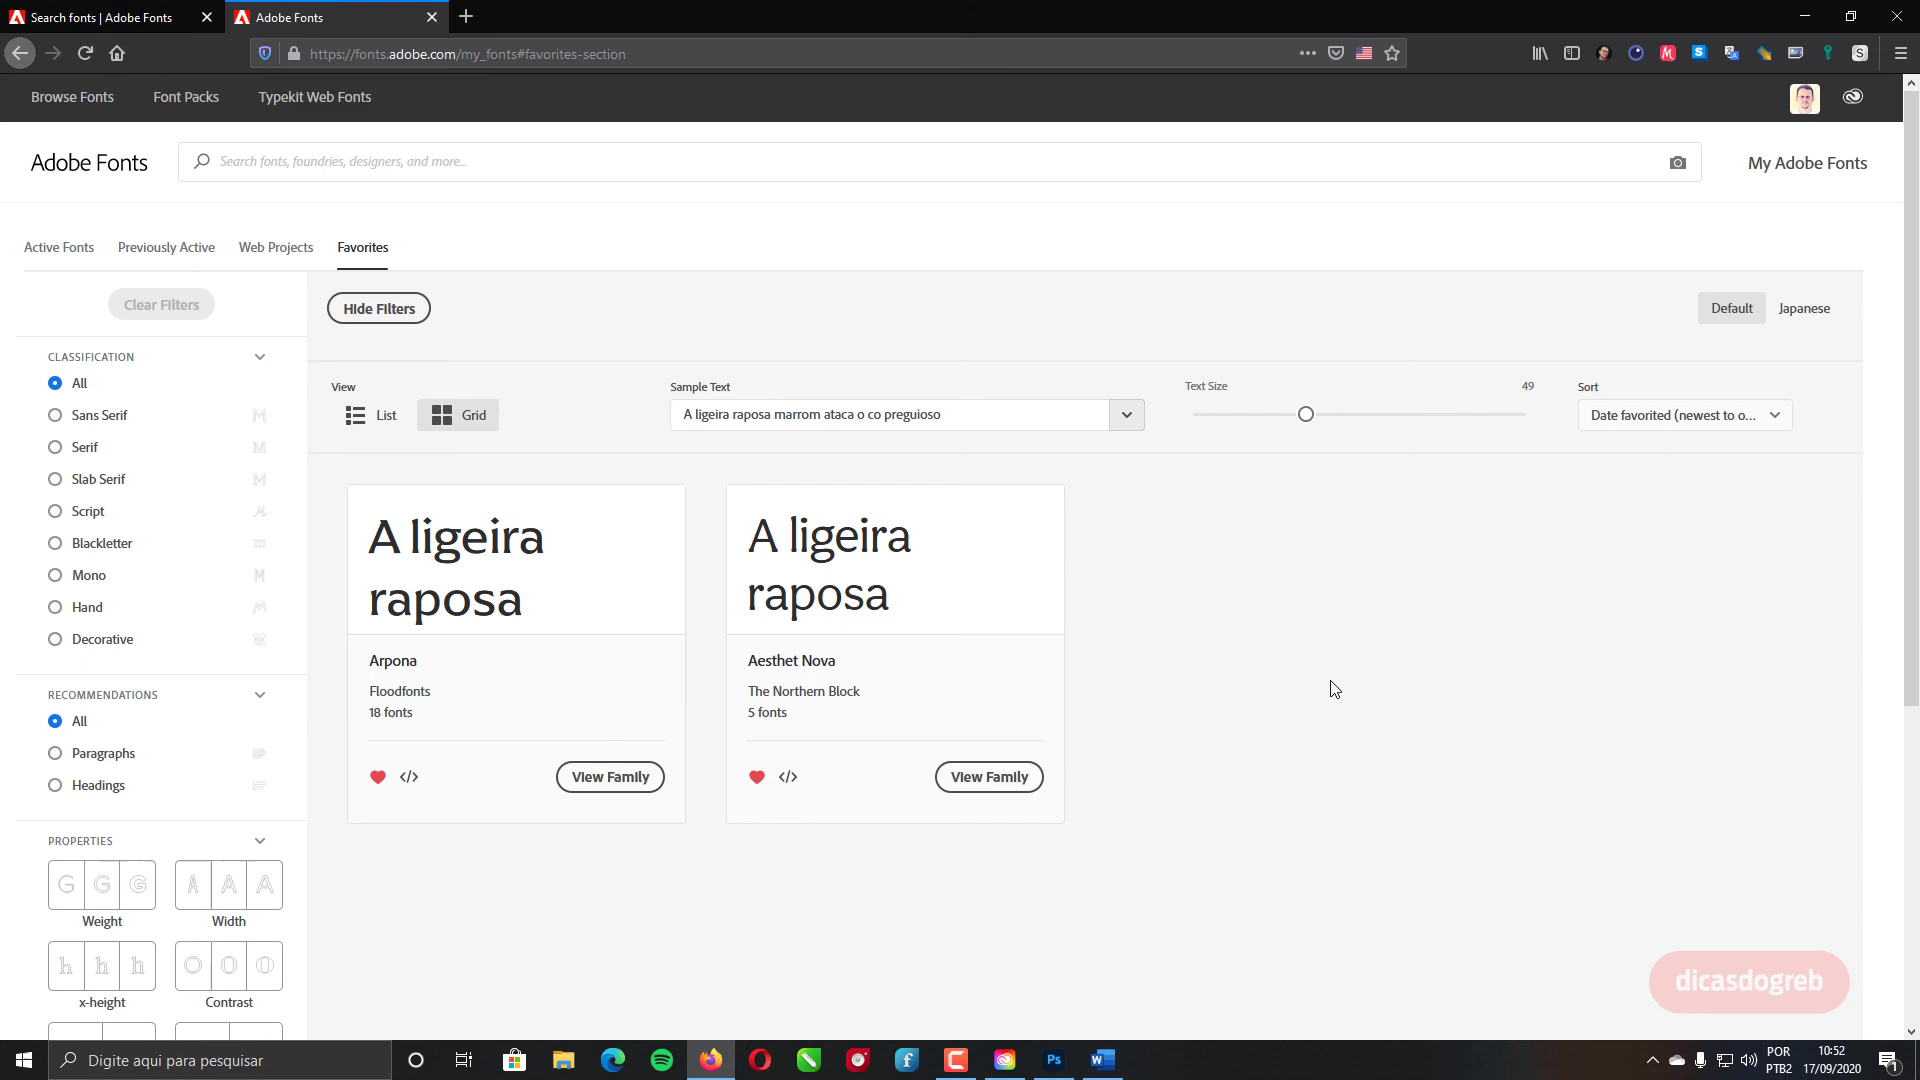 Search fonts | Adobe Fonts
Adobe Fonts
https://fonts.adobe.com/my_fonts#favorites-section
Browse Fonts
Font Packs
Typekit Web Fonts
Adobe Fonts
Search fonts, foundries, designers, and more...
My Adobe Fonts
Active Fonts
Previously Active
Web Projects
Favorites
Clear Filters
Hide Filters
Default
Japanese
CLASSIFICATION
All
Sans Serif
Serif
Slab Serif
Script
Blackletter
Mono
Hand
Decorative
RECOMMENDATIONS
All
Paragraphs
Headings
PROPERTIES
G G G
A A A
Weight
Width
h h h
O O O
x-height
Contrast
View
List
Grid
Sample Text
A ligeira raposa marrom ataca o co preguioso
Text Size
49
Sort
Date favorited (newest to o...
A ligeira
raposa
Arpona
Floodfonts
18 fonts
</>
View Family
A ligeira
raposa
Aesthet Nova
The Northern Block
5 fonts
</>
View Family
dicasdogreb
Digite aqui para pesquisar
Ps
POR
PTB2
10:52
17/09/2020
1